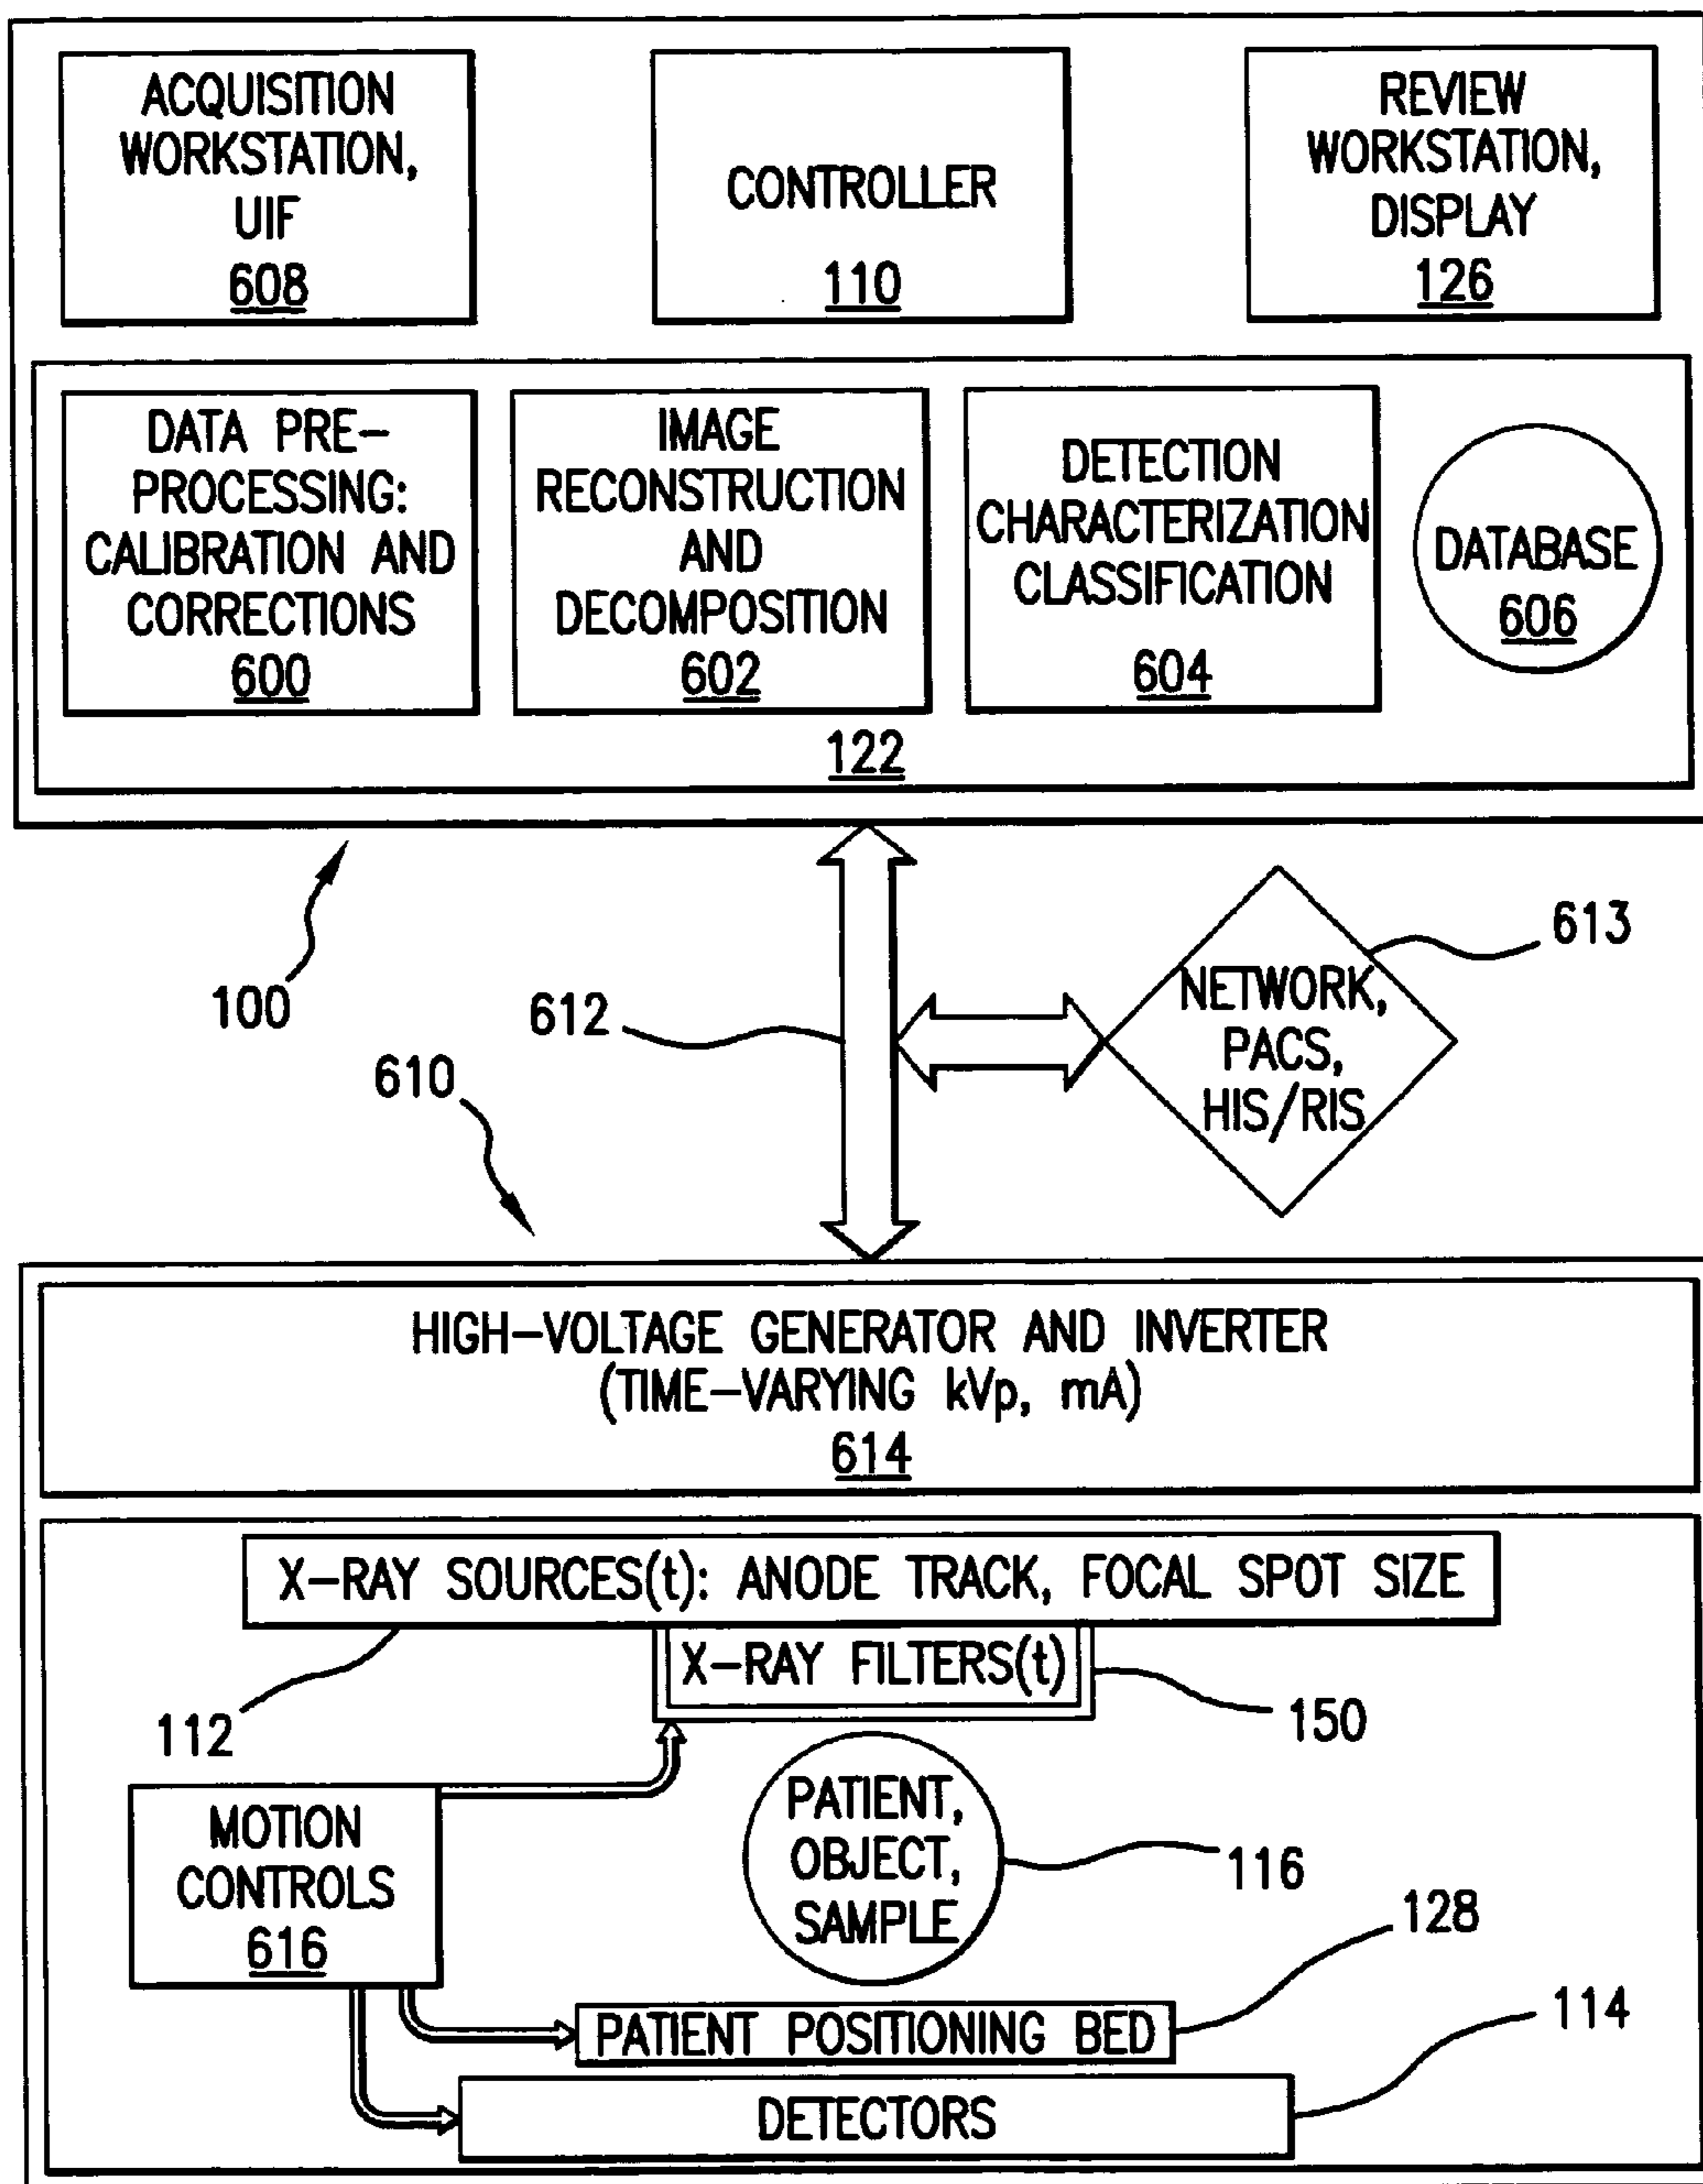 ACQUISITION
WORKSTATION,
UIF
608
CONTROLLER
110
REVIEW
WORKSTATION,
DISPLAY
126
DATA PRE-
PROCESSING:
CALIBRATION AND
CORRECTIONS
600
IMAGE
RECONSTRUCTION
AND
DECOMPOSITION
602
DETECTION
CHARACTERIZATION
CLASSIFICATION
604
DATABASE
606
122
100
612
613
NETWORK,
PACS,
HIS/RIS
610
HIGH-VOLTAGE GENERATOR AND INVERTER
(TIME-VARYING kVp, mA)
614
X-RAY SOURCES(t): ANODE TRACK, FOCAL SPOT SIZE
X-RAY FILTERS(t)
112
150
MOTION
CONTROLS
616
PATIENT,
OBJECT,
SAMPLE
116
128
PATIENT POSITIONING BED
114
DETECTORS